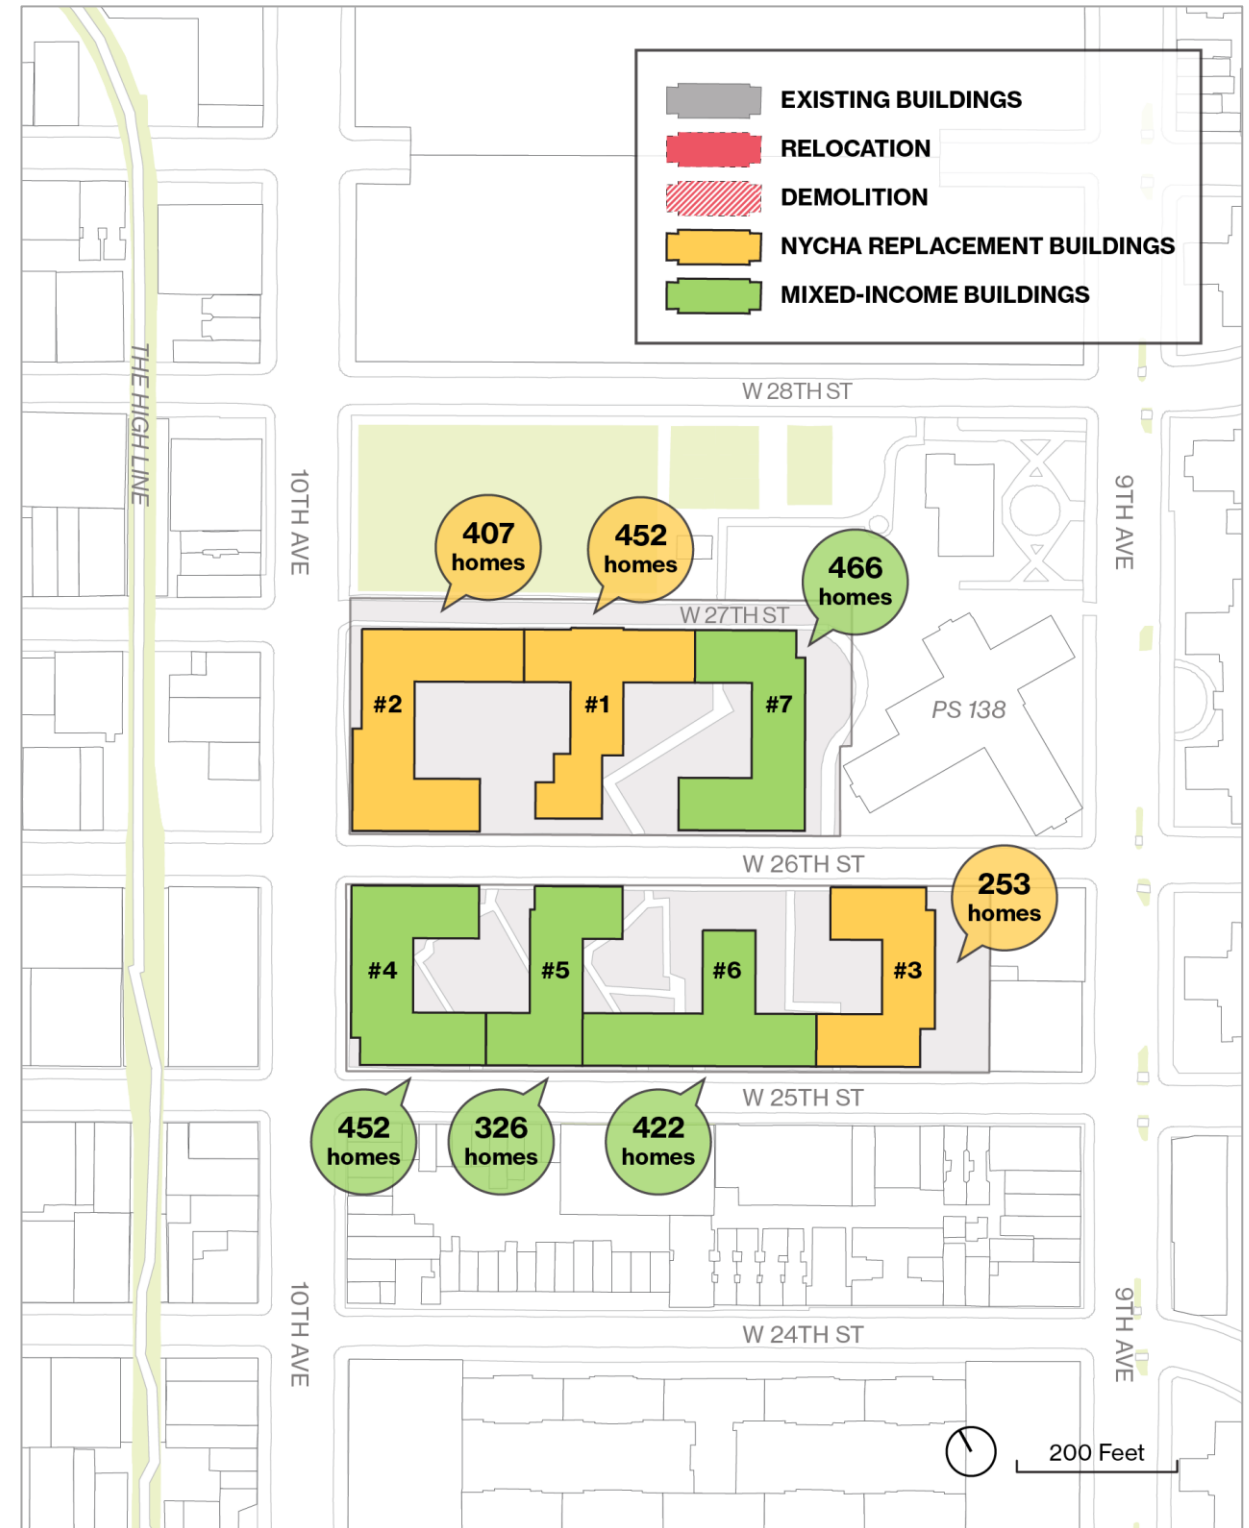 EXISTING BUILDINGS
RELOCATION
DEMOLITION
NYCHA REPLACEMENT BUILDINGS
MIXED-INCOME BUILDINGS
THE HIGH LINE
W 28TH ST
10TH AVE
9TH AVE
407
homes
452
homes
466
homes
W 27TH ST
#2
#1
#7
PS 138
W 26TH ST
253
homes
#4
#5
#6
#3
W 25TH ST
452
homes
326
homes
422
homes
10TH AVE
9TH AVE
W 24TH ST
200 Feet